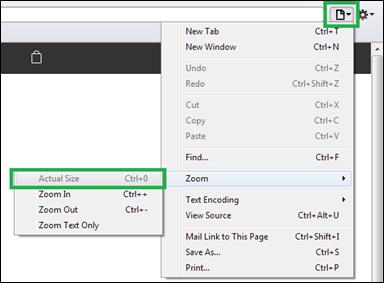 New Tab Ctrl+T
New Window Ctrl+N
Undo Ctrl+Z
Redo Ctrl+Shift+Z
Cut Ctrl+X
Copy Ctrl+C
Paste Ctrl+V
Find... Ctrl+F
Zoom
Actual Size Ctrl+0
Zoom In Ctrl++
Zoom Out Ctrl+-
Zoom Text Only
Text Encoding
View Source Ctrl+Alt+U
Mail Link to This Page Ctrl+Shift+I
Save As... Ctrl+S
Print... Ctrl+P